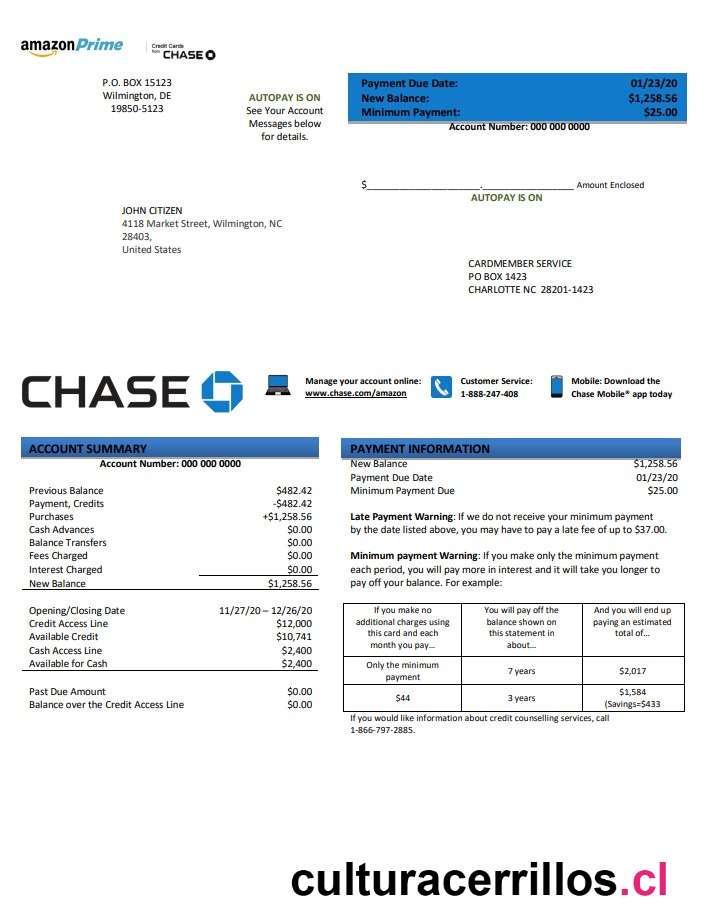 amazonPrime
Credit Cards
from CHASE
P.O. BOX 15123
Wilmington, DE
19850-5123
AUTOPAY IS ON
See Your Account
Messages below
for details.
Payment Due Date: 01/23/20
New Balance: $1,258.56
Minimum Payment: $25.00
Account Number: 000 000 0000
$_____________________.__________________ Amount Enclosed
AUTOPAY IS ON
JOHN CITIZEN
4118 Market Street, Wilmington, NC
28403,
United States
CARDMEMBER SERVICE
PO BOX 1423
CHARLOTTE NC 28201-1423
CHASE
Manage your account online:
www.chase.com/amazon
Customer Service:
1-888-247-408
Mobile: Download the
Chase Mobile® app today
ACCOUNT SUMMARY
Account Number: 000 000 0000
Previous Balance $482.42
Payment, Credits -$482.42
Purchases +$1,258.56
Cash Advances $0.00
Balance Transfers $0.00
Fees Charged $0.00
Interest Charged $0.00
New Balance $1,258.56
Opening/Closing Date 11/27/20 – 12/26/20
Credit Access Line $12,000
Available Credit $10,741
Cash Access Line $2,400
Available for Cash $2,400
Past Due Amount $0.00
Balance over the Credit Access Line $0.00
PAYMENT INFORMATION
New Balance $1,258.56
Payment Due Date 01/23/20
Minimum Payment Due $25.00
Late Payment Warning: If we do not receive your minimum payment
by the date listed above, you may have to pay a late fee of up to $37.00.
Minimum payment Warning: If you make only the minimum payment
each period, you will pay more in interest and it will take you longer to
pay off your balance. For example:
If you make no
additional charges using
this card and each
month you pay…
You will pay off the
balance shown on
this statement in
about…
And you will end up
paying an estimated
total of…
Only the minimum
payment
7 years
$2,017
$44
3 years
$1,584
(Savings=$433
If you would like information about credit counselling services, call
1-866-797-2885.
culturacerrillos.cl